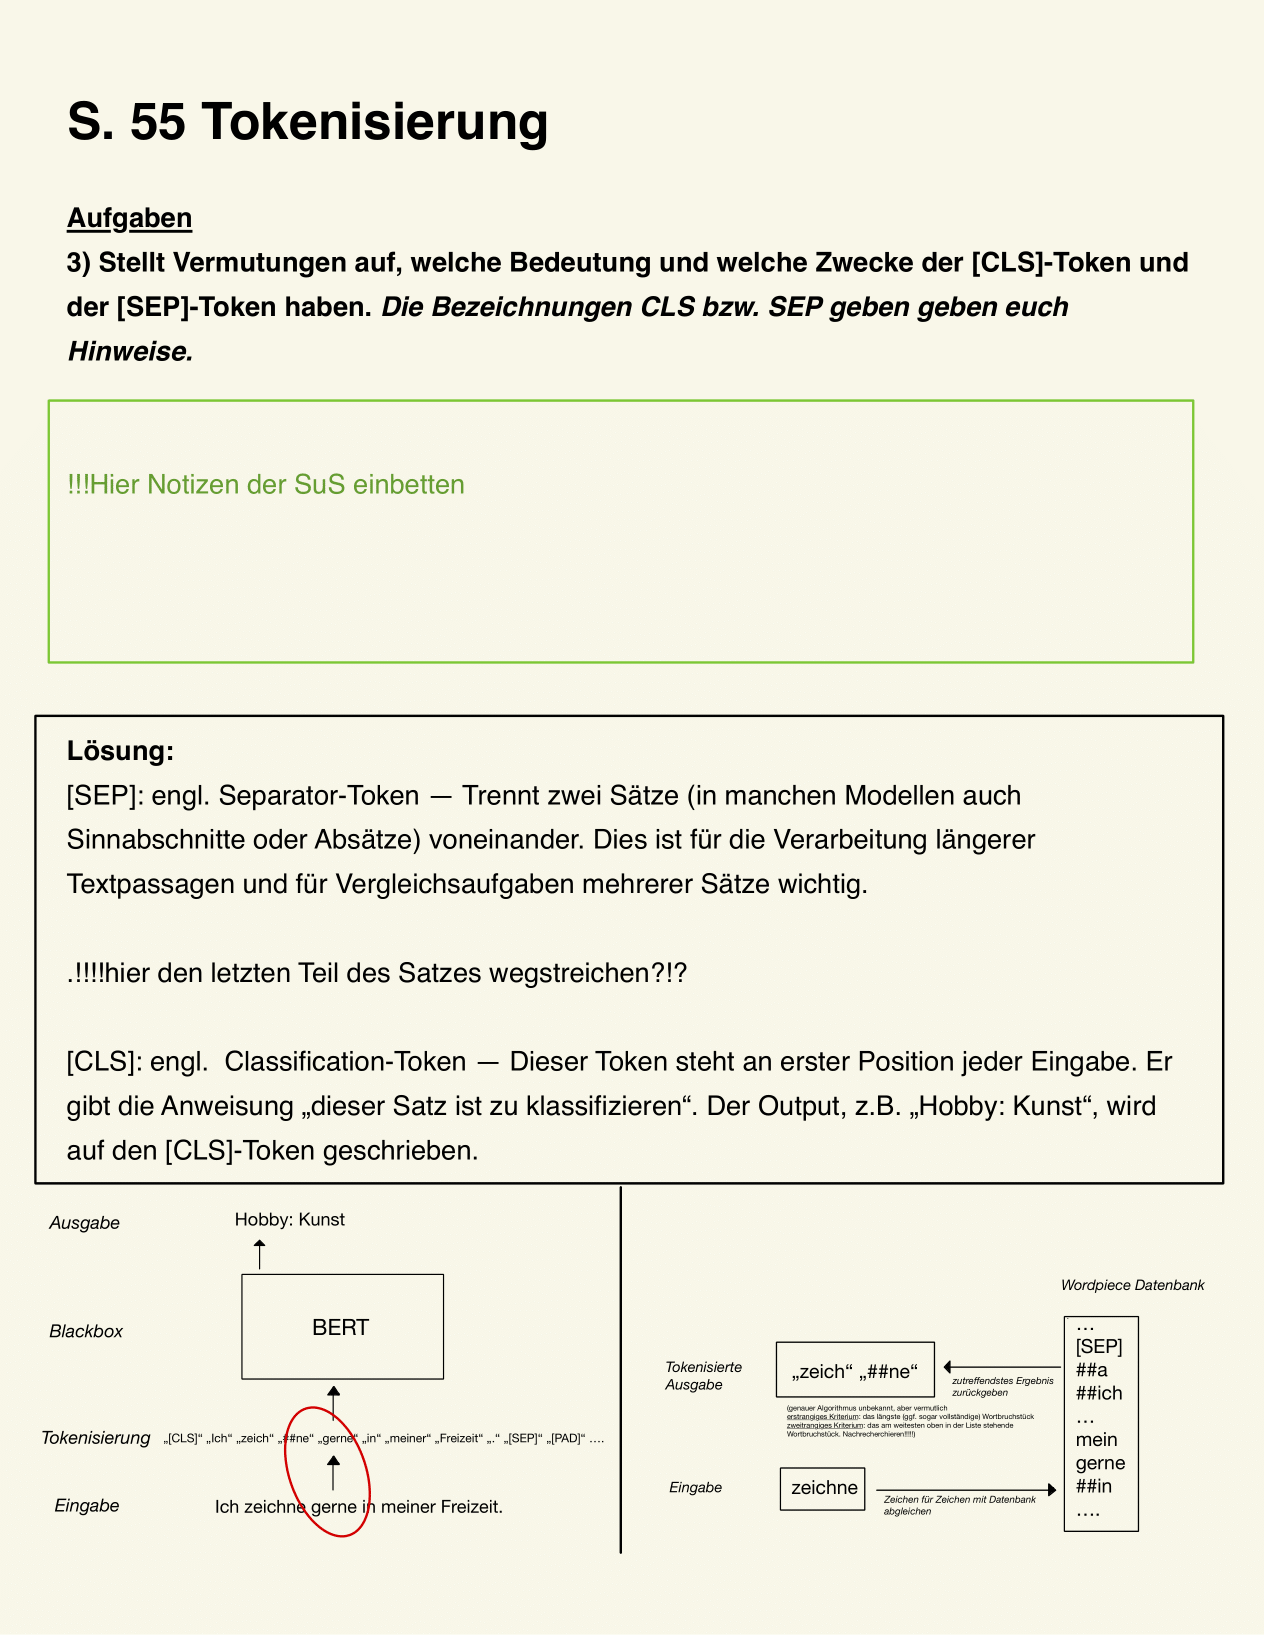 S. 55 Tokenisierung
Aufgaben
3) Stellt Vermutungen auf, welche Bedeutung und welche Zwecke der [CLS]-Token und
der [SEP]-Token haben. Die Bezeichnungen CLS bzw. SEP geben geben euch
Hinweise.
!!!Hier Notizen der SuS einbetten
Lösung:
[SEP]: engl. Separator-Token — Trennt zwei Sätze (in manchen Modellen auch
Sinnabschnitte oder Absätze) voneinander. Dies ist für die Verarbeitung längerer
Textpassagen und für Vergleichsaufgaben mehrerer Sätze wichtig.
.!!!!hier den letzten Teil des Satzes wegstreichen?!?
[CLS]: engl.  Classification-Token — Dieser Token steht an erster Position jeder Eingabe. Er
gibt die Anweisung „dieser Satz ist zu klassifizieren“. Der Output, z.B. „Hobby: Kunst“, wird
auf den [CLS]-Token geschrieben.
Ausgabe
Hobby: Kunst
Blackbox
BERT
Tokenisierung
„[CLS]“ „Ich“ „zeich“ „##ne“ „gerne“ „in“ „meiner“ „Freizeit“ „.“ „[SEP]“ „[PAD]“ ....
Eingabe
Ich zeichne gerne in meiner Freizeit.
Wordpiece Datenbank
…
[SEP]
##a
##ich
…
mein
gerne
##in
….
Tokenisierte
Ausgabe
„zeich“ „##ne“
zutreffendstes Ergebnis
zurückgeben
(genauer Algorithmus unbekannt, aber vermutlich
erstrangiges Kriterium: das längste (ggf. sogar vollständige) Wortbruchstück
zweitrangiges Kriterium: das am weitesten oben in der Liste stehende
Wortbruchstück. Nachrecherchieren!!!!!)
Eingabe
zeichne
Zeichen für Zeichen mit Datenbank
abgleichen